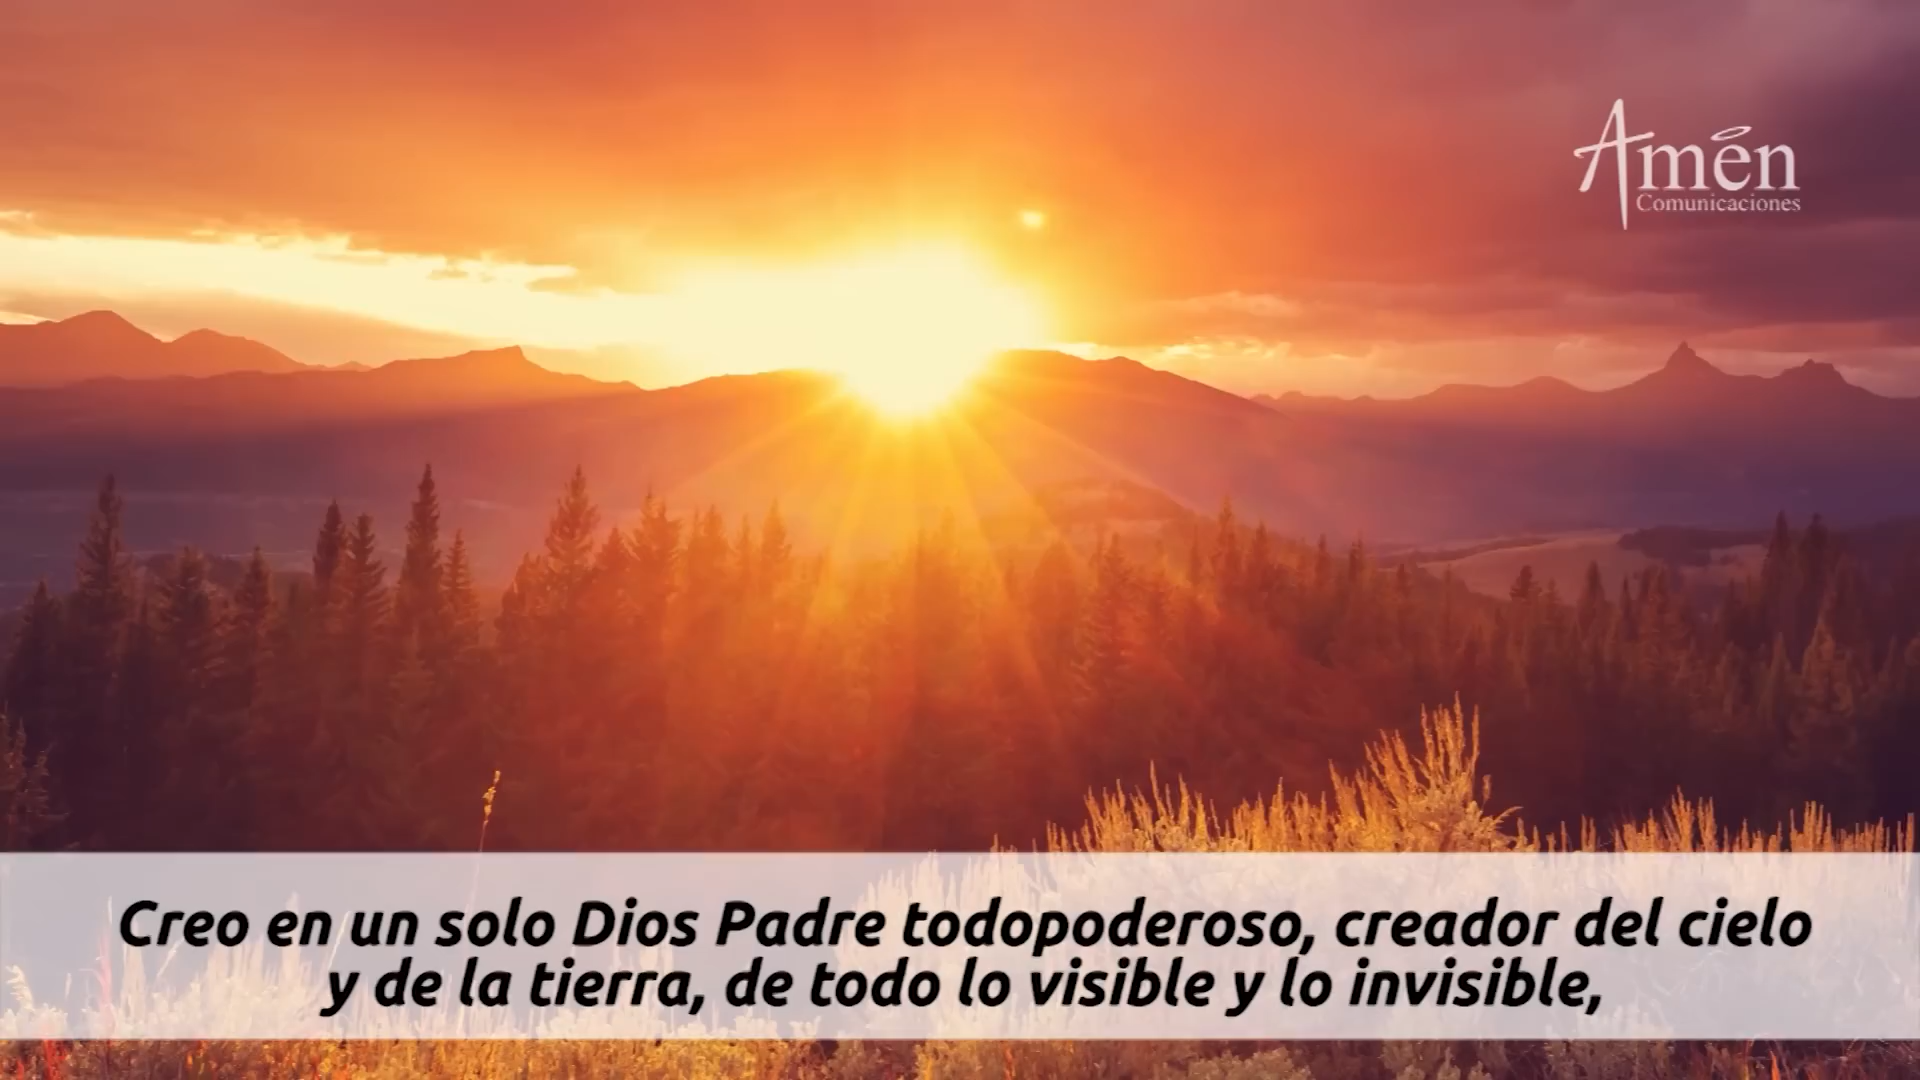 Amén
Comunicaciones
Creo en un solo Dios Padre todopoderoso, creador del cielo
y de la tierra, de todo lo visible y lo invisible,